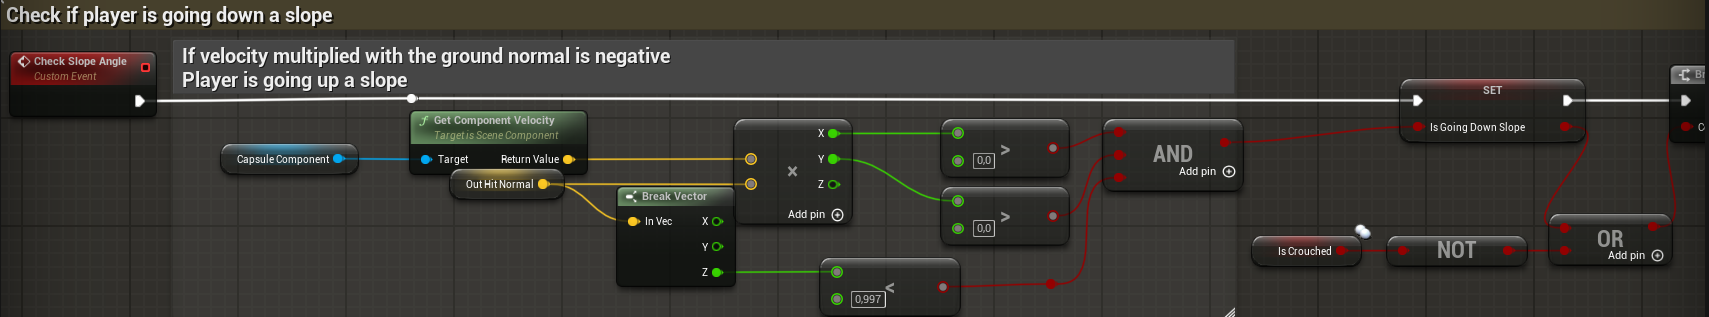 Check if player is going down a slope
If velocity multiplied with the ground normal is negative
Player is going up a slope
Check Slope Angle
Custom Event
Get Component Velocity
Target is Scene Component
Target
Return Value
Capsule Component
Out Hit Normal
Break Vector
In Vec
X
Y
Z
X
Y
Z
Add pin
>
0,0
>
0,0
<
0,997
AND
Add pin
SET
Is Going Down Slope
Is Crouched
NOT
OR
Add pin